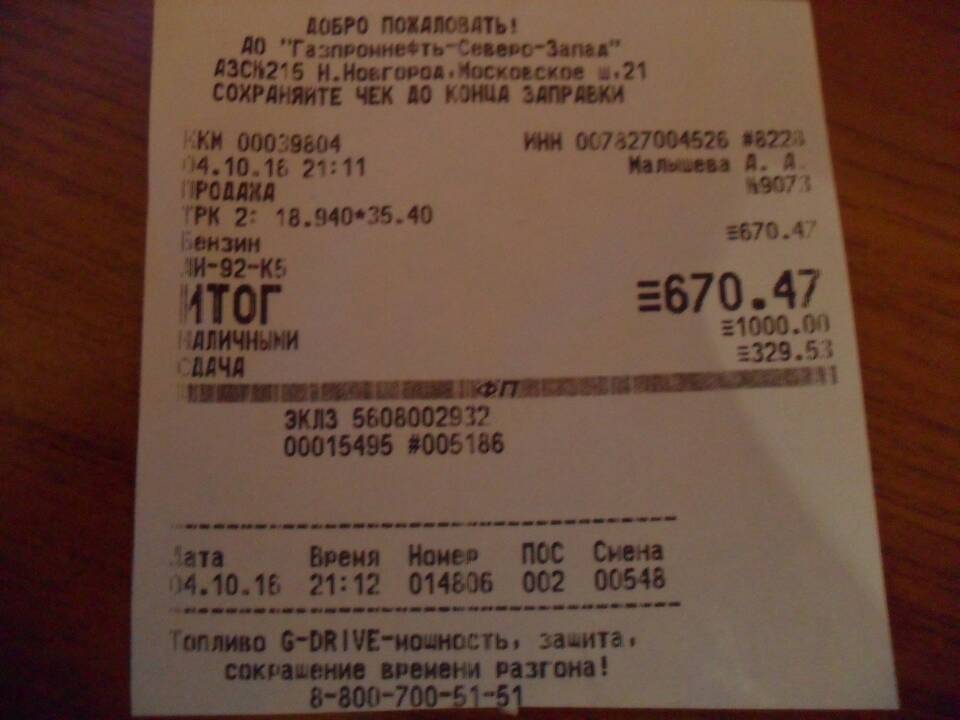 ДОБРО ПОЖАЛОВАТЬ!
АО "Газпромнефть-Северо-Запад"
АЗС№215 Н.Новгород,Московское ш,21
СОХРАНЯЙТЕ ЧЕК ДО КОНЦА ЗАПРАВКИ
ККМ 00039804 ИНН 007827004526 #8228
04.10.16 21:11 Малышева А. А.
ПРОДАЖА №9073
ТРК 2: 18.940*35.40
Бензин ≡670.47
АИ-92-К5
ИТОГ ≡670.47
НАЛИЧНЫМИ ≡1000.00
СДАЧА ≡329.53
ФП
ЭКЛЗ 5608002932
00015495 #005186
Дата Время Номер ПОС Смена
04.10.16 21:12 014806 002 00548
Топливо G-DRIVE-мощность, защита,
сокращение времени разгона!
8-800-700-51-51